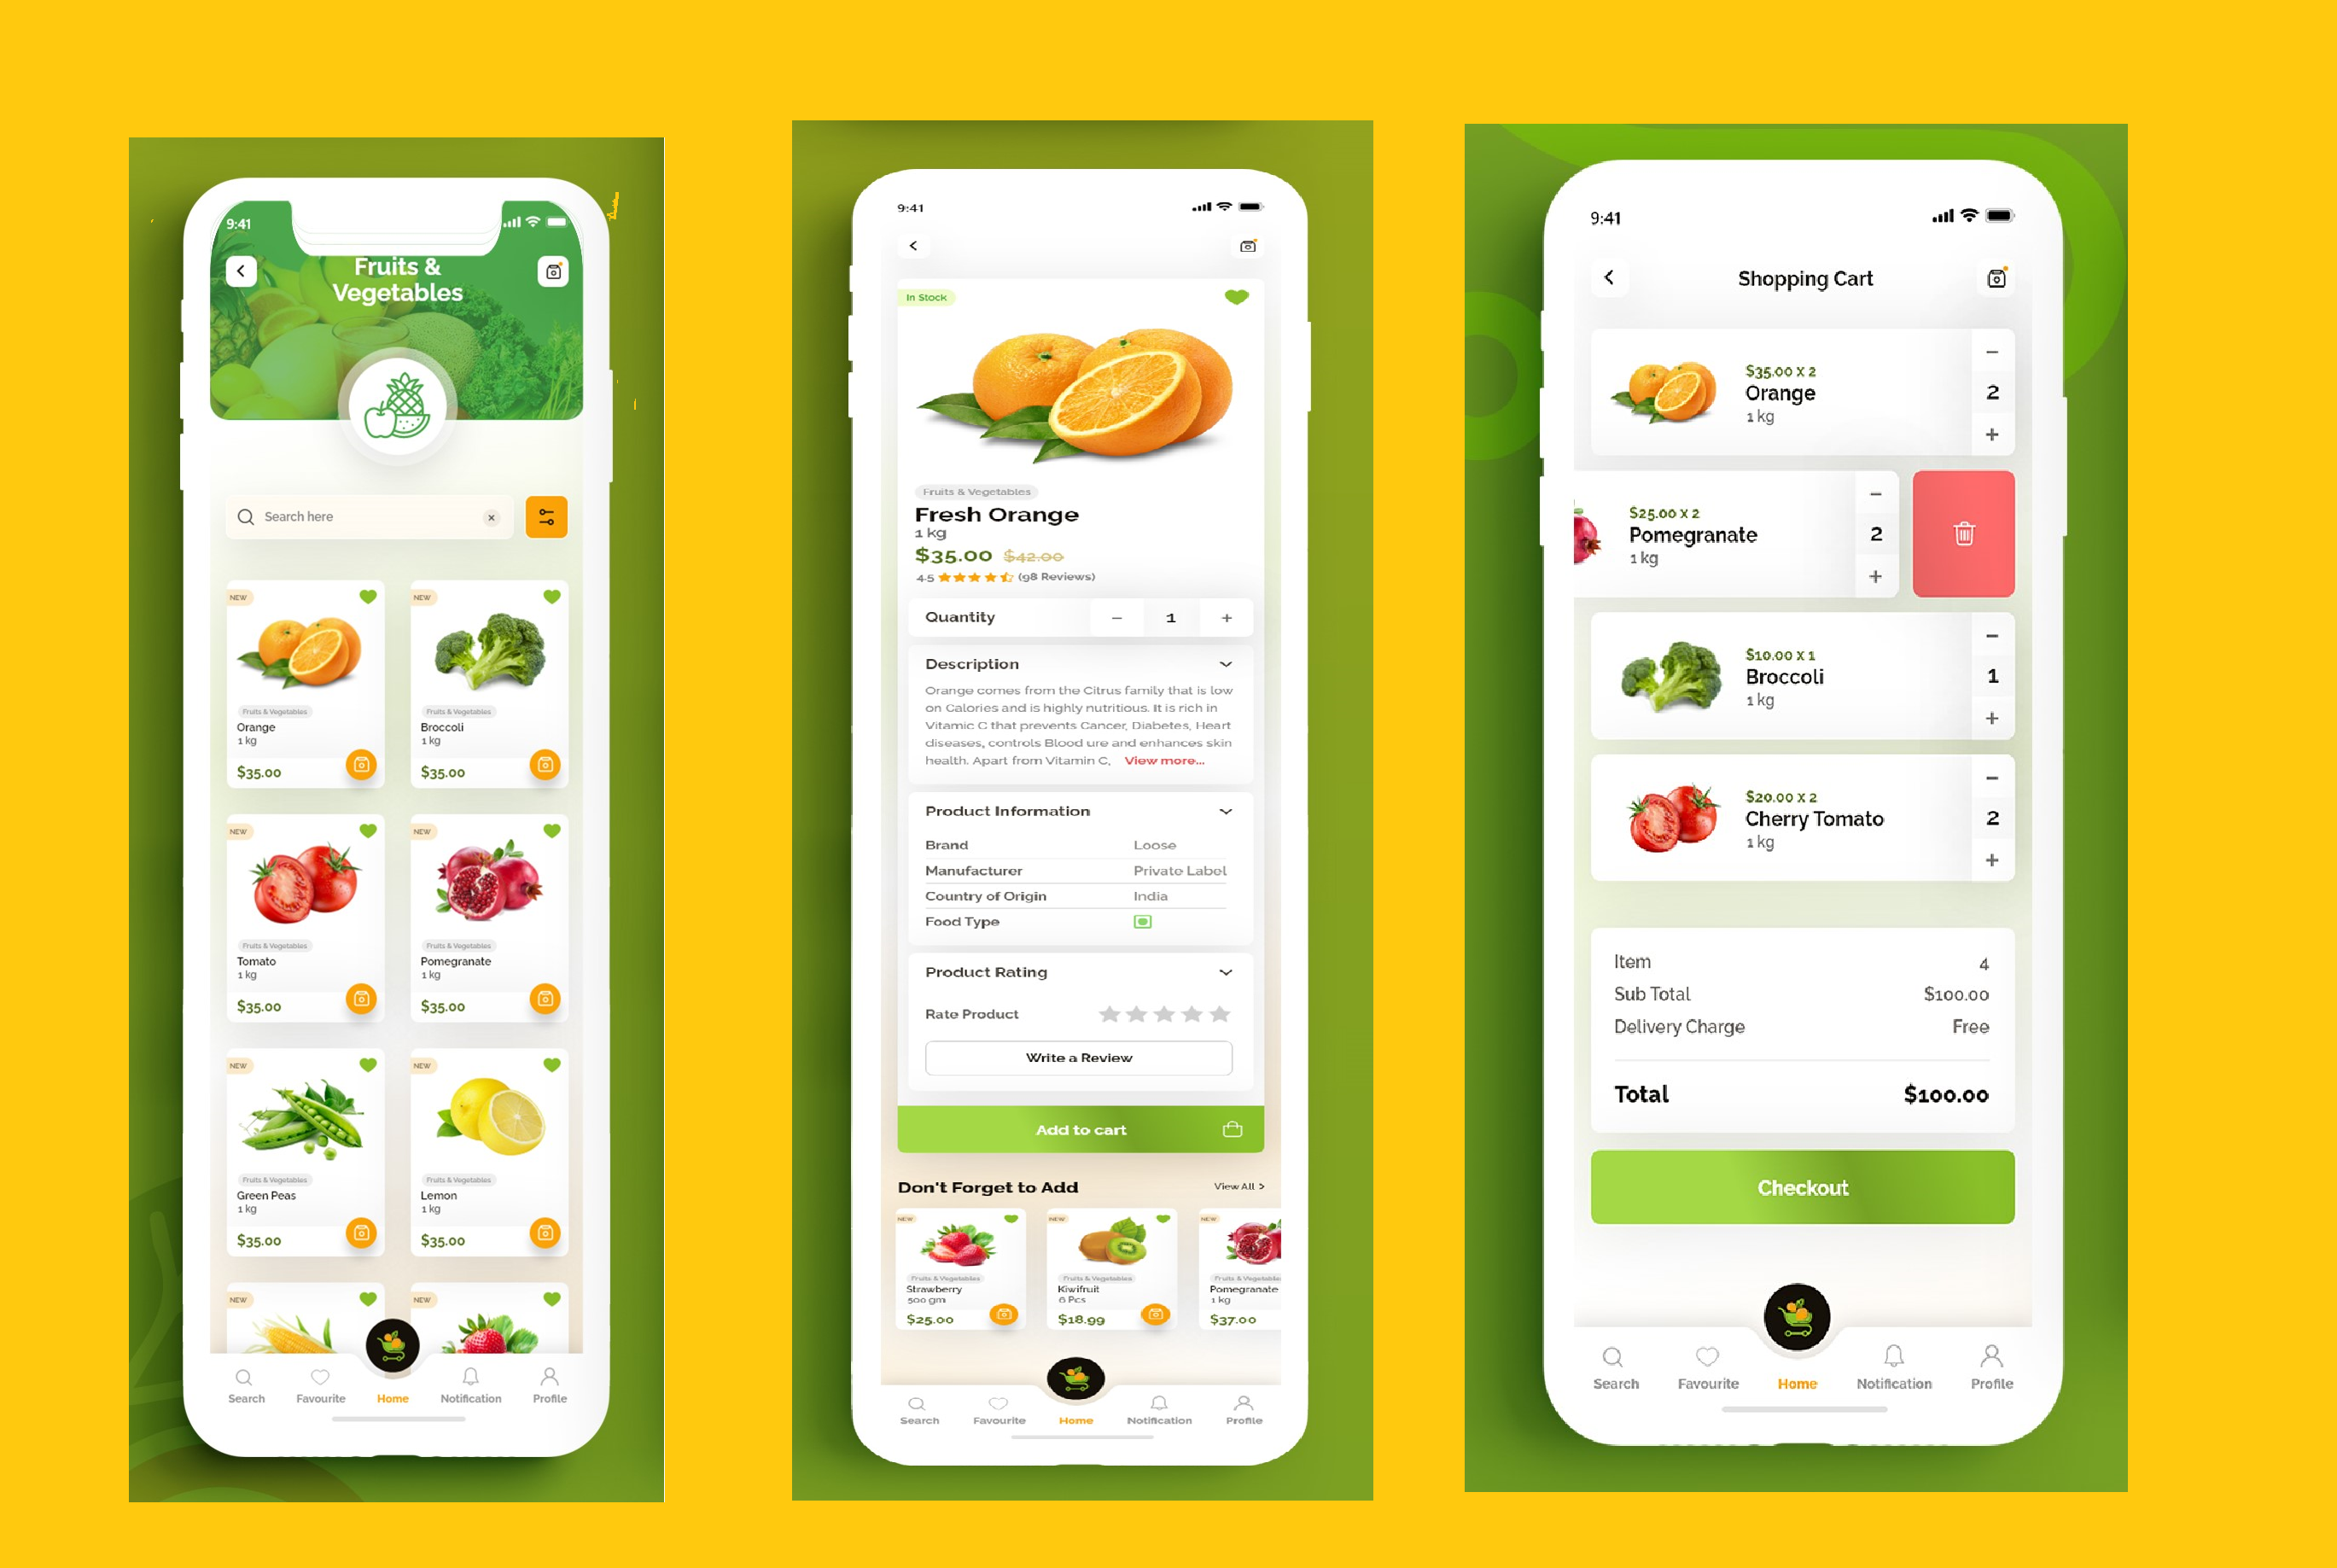 9:41
Fruits &
Vegetables
Search here
NEW
NEW
Fruits & Vegetables
Fruits & Vegetables
Orange
Broccoli
1 kg
1 kg
$35.00
$35.00
NEW
NEW
Fruits & Vegetables
Fruits & Vegetables
Tomato
Pomegranate
1 kg
1 kg
$35.00
$35.00
NEW
NEW
Fruits & Vegetables
Fruits & Vegetables
Green Peas
Lemon
1 kg
1 kg
$35.00
$35.00
NEW
NEW
Search
Favourite
Home
Notification
Profile
9:41
In Stock
Fruits & Vegetables
Fresh Orange
1 kg
$35.00 $42.00
4.5 (98 Reviews)
Quantity
− 1 +
Description
Orange comes from the Citrus family that is low
on Calories and is highly nutritious. It is rich in
Vitamic C that prevents Cancer, Diabetes, Heart
diseases, controls Blood ure and enhances skin
health. Apart from Vitamin C, View more...
Product Information
Brand Loose
Manufacturer Private Label
Country of Origin India
Food Type
Product Rating
Rate Product
Write a Review
Add to cart
Don't Forget to Add View All >
NEW
NEW
NEW
Fruits & Vegetables
Fruits & Vegetables
Fruits & Vegetables
Strawberry
Kiwifruit
Pomegranate
500 gm
6 Pcs
1 kg
$25.00
$18.99
$37.00
Search
Favourite
Home
Notification
Profile
9:41
Shopping Cart
$35.00 x 2
Orange
1 kg
− 2 +
$25.00 x 2
Pomegranate
1 kg
− 2 +
$10.00 x 1
Broccoli
1 kg
− 1 +
$20.00 x 2
Cherry Tomato
1 kg
− 2 +
Item 4
Sub Total $100.00
Delivery Charge Free
Total $100.00
Checkout
Search
Favourite
Home
Notification
Profile